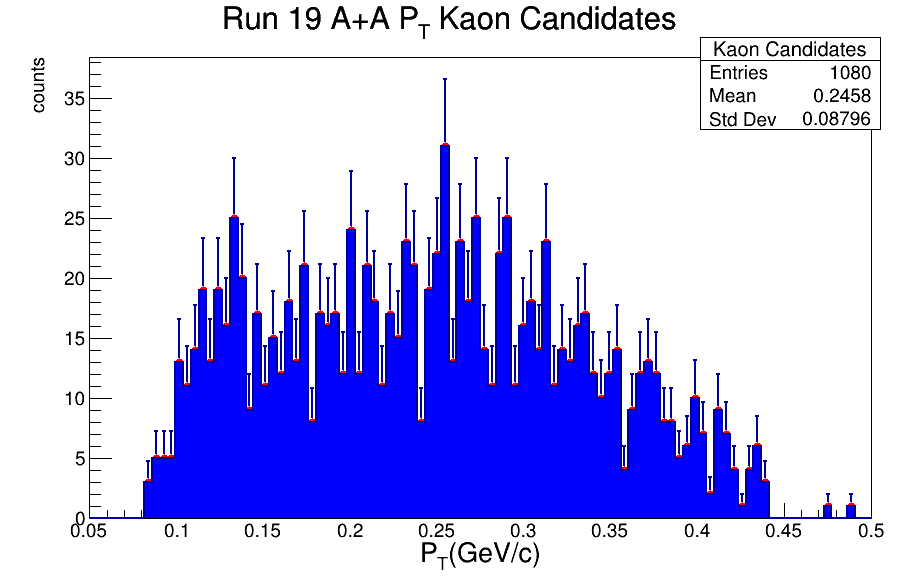 Run 19 A+A P_T Kaon Candidates
Kaon Candidates
Entries 1080
Mean 0.2458
Std Dev 0.08796
counts
35
30
25
20
15
10
5
0
0.05 0.1 0.15 0.2 0.25 0.3 0.35 0.4 0.45 0.5
P_T(GeV/c)